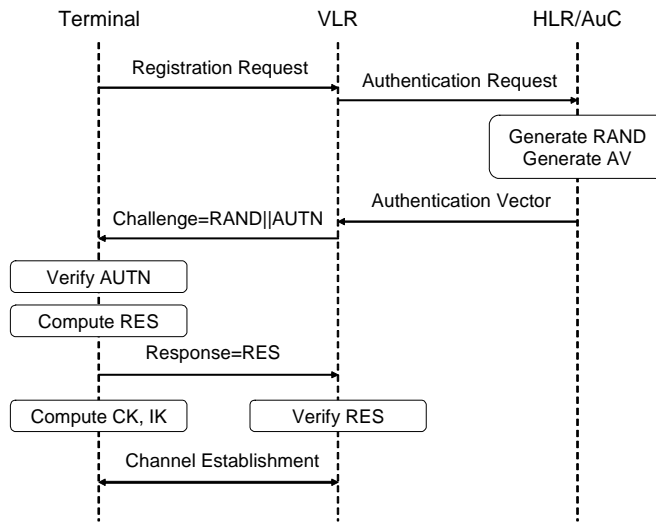 Terminal
VLR
HLR/AuC
Registration Request
Authentication Request
Generate RAND
Generate AV
Authentication Vector
Challenge=RAND||AUTN
Verify AUTN
Compute RES
Response=RES
Compute CK, IK
Verify RES
Channel Establishment